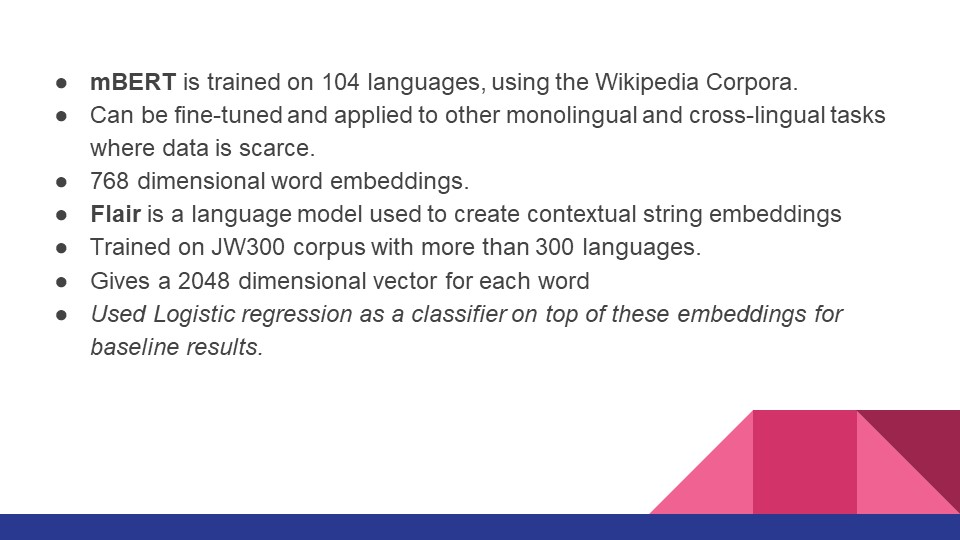 ● mBERT is trained on 104 languages, using the Wikipedia Corpora.
● Can be fine-tuned and applied to other monolingual and cross-lingual tasks
where data is scarce.
● 768 dimensional word embeddings.
● Flair is a language model used to create contextual string embeddings
● Trained on JW300 corpus with more than 300 languages.
● Gives a 2048 dimensional vector for each word
● Used Logistic regression as a classifier on top of these embeddings for
baseline results.